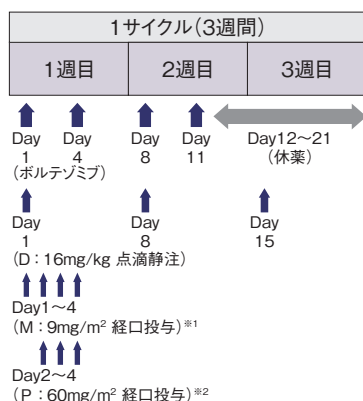 1サイクル(3週間)
1週目 2週目 3週目
Day Day Day Day Day12～21
1 4 8 11 (休薬)
(ボルテゾミブ)
Day Day Day
1 8 15
(D：16mg/kg 点滴静注)
Day1～4
(M：9mg/m² 経口投与)※1
Day2～4
(P：60mg/m² 経口投与)※2